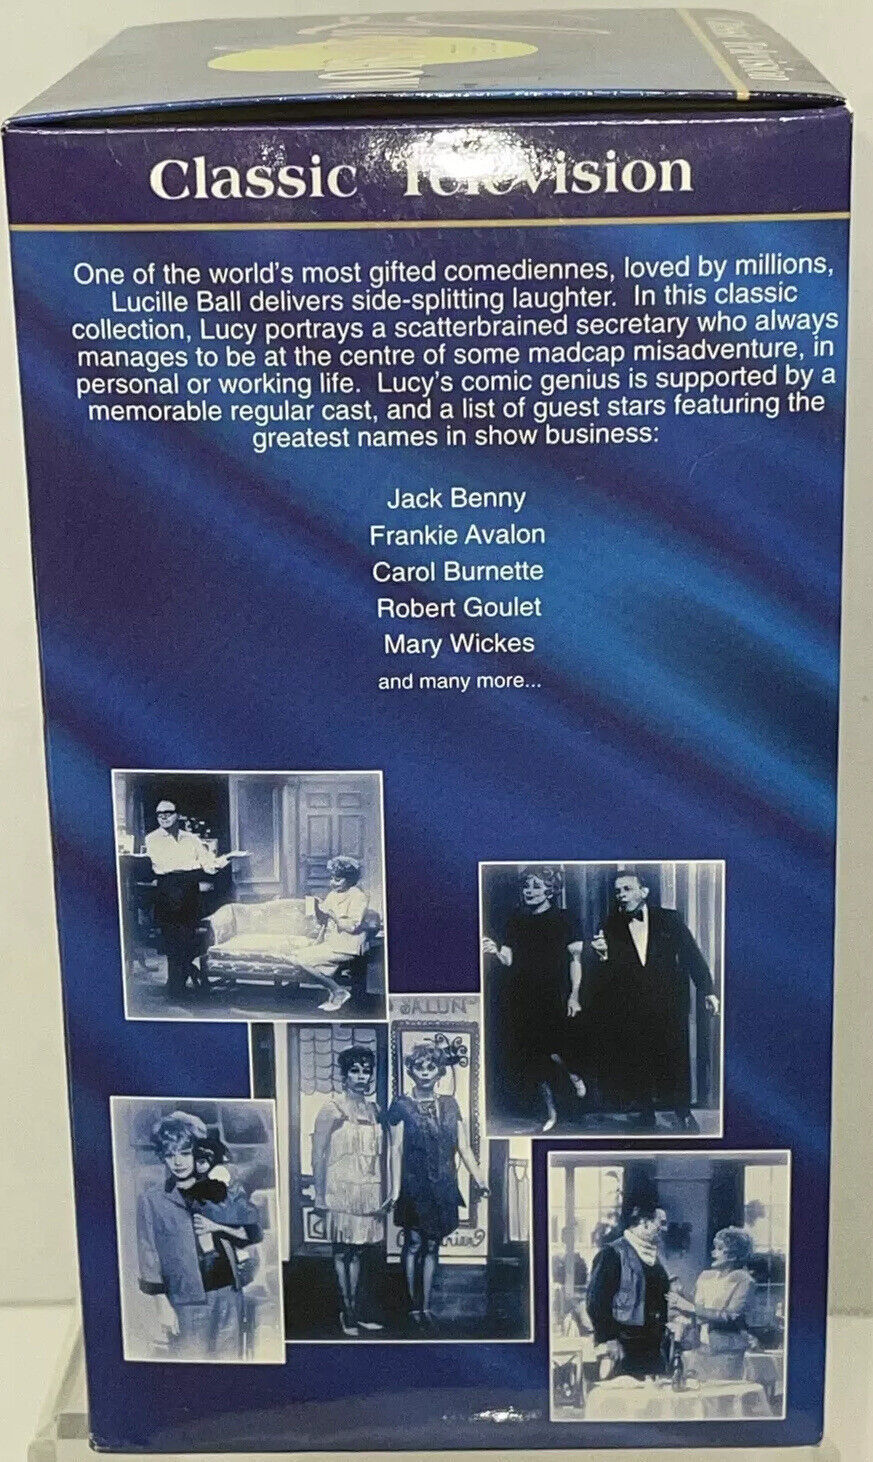 Classic Television
One of the world's most gifted comediennes, loved by millions,
Lucille Ball delivers side-splitting laughter. In this classic
collection, Lucy portrays a scatterbrained secretary who always
manages to be at the centre of some madcap misadventure, in
personal or working life. Lucy's comic genius is supported by a
memorable regular cast, and a list of guest stars featuring the
greatest names in show business:
Jack Benny
Frankie Avalon
Carol Burnette
Robert Goulet
Mary Wickes
and many more...
SALON